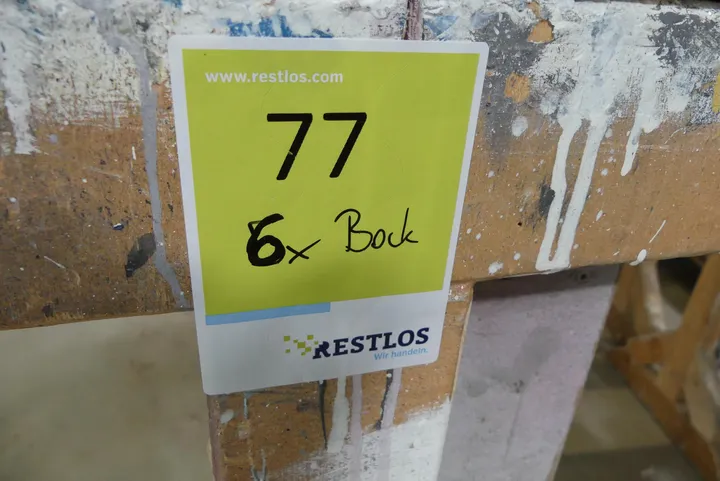 www.restlos.com
77
6x Bock
RESTLOS
Wir handeln.